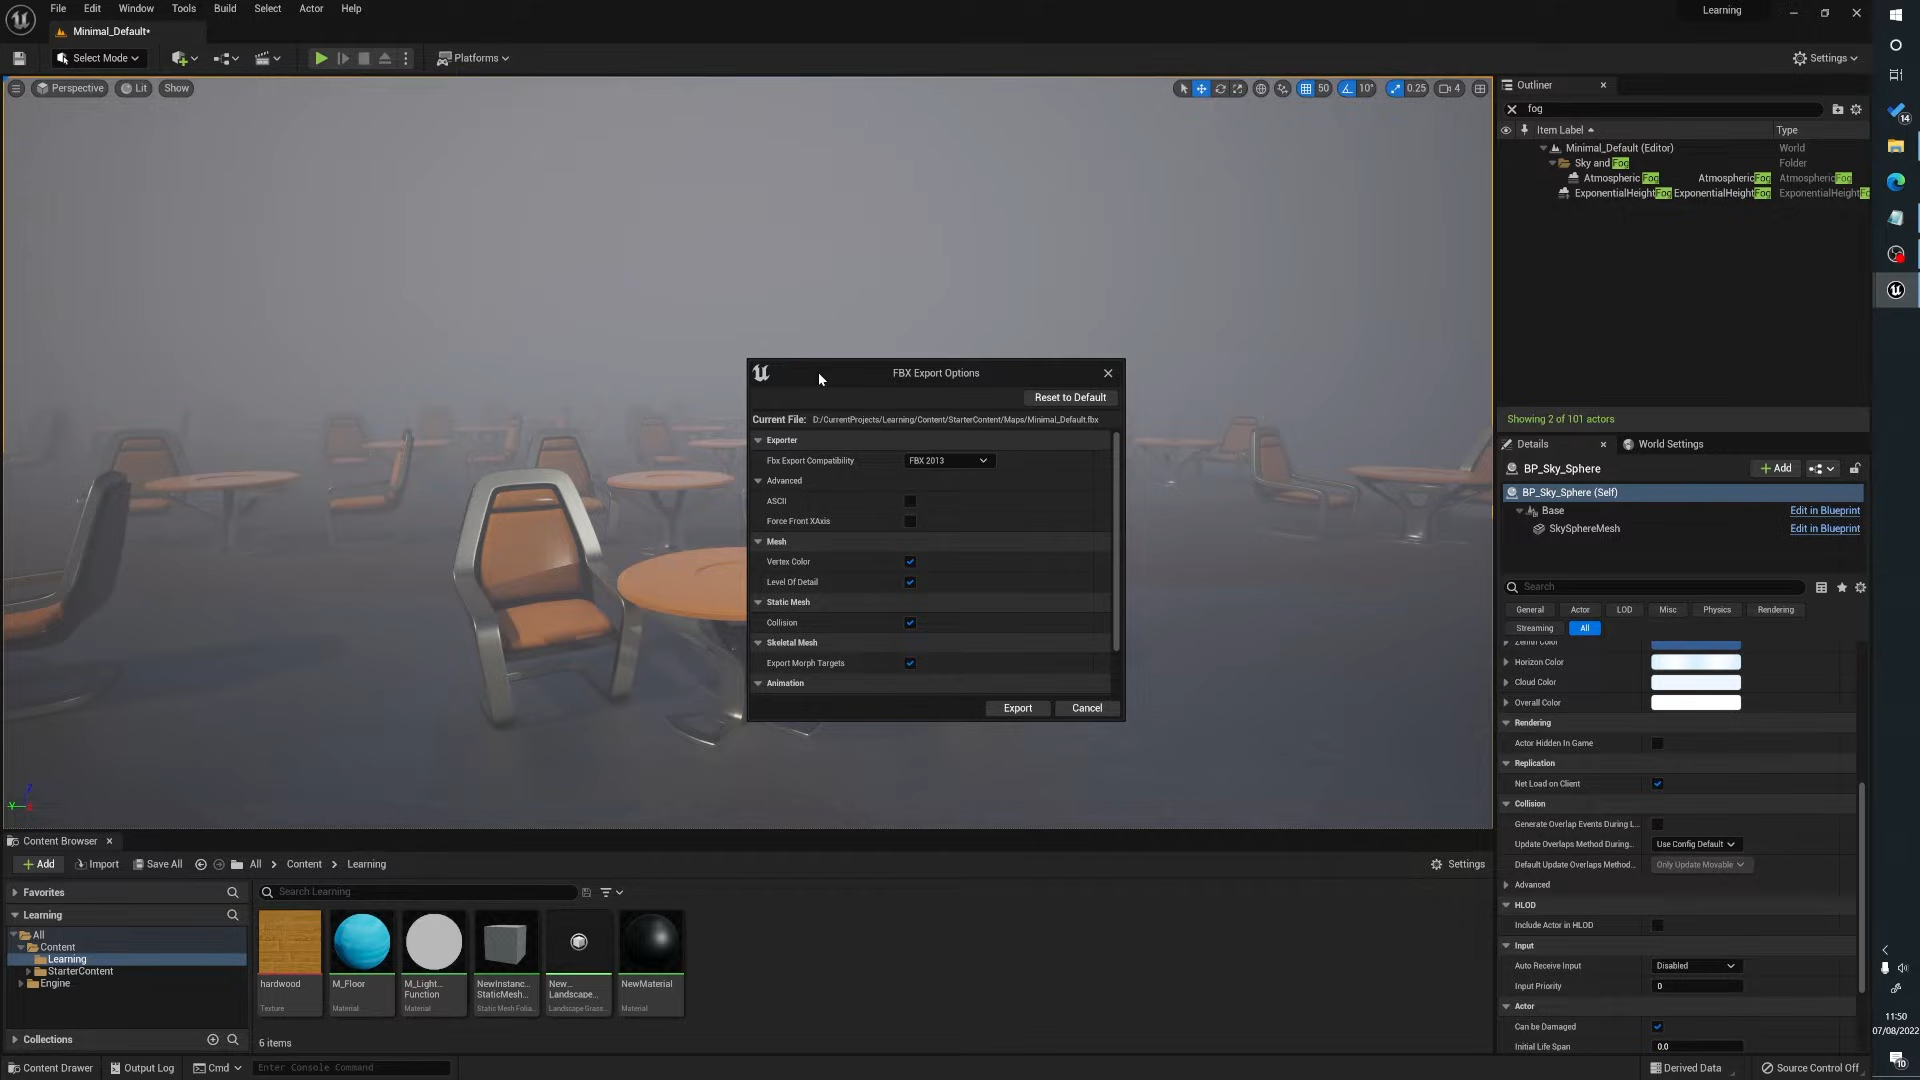 File Edit Window Tools Build Select Actor Help
Learning
Minimal_Default*
Select Mode
Platforms
Settings
Perspective
Lit
Show
50
10°
0.25
4
Outliner
fog
Item Label
Type
Minimal_Default (Editor)
World
Sky and Fog
Folder
Atmospheric Fog
AtmosphericFog
AtmosphericFog
ExponentialHeightFog
ExponentialHeightFog
ExponentialHeightFo
14
FBX Export Options
Reset to Default
Current File: D:/CurrentProjects/Learning/Content/StarterContent/Maps/Minimal_Default.fbx
Exporter
Fbx Export Compatibility
FBX 2013
Advanced
ASCII
Force Front XAxis
Mesh
Vertex Color
Level Of Detail
Static Mesh
Collision
Skeletal Mesh
Export Morph Targets
Animation
Export
Cancel
Showing 2 of 101 actors
Details
World Settings
BP_Sky_Sphere
Add
BP_Sky_Sphere (Self)
Base
Edit in Blueprint
SkySphereMesh
Edit in Blueprint
Search
General
Actor
LOD
Misc
Physics
Rendering
Streaming
All
Zenith Color
Horizon Color
Cloud Color
Overall Color
Rendering
Actor Hidden In Game
Replication
Net Load on Client
Collision
Generate Overlap Events During L...
Update Overlaps Method During...
Use Config Default
Default Update Overlaps Method...
Only Update Movable
Advanced
HLOD
Include Actor in HLOD
Input
Auto Receive Input
Disabled
Input Priority
0
Actor
Can be Damaged
Initial Life Span
0.0
Z
Y
Content Browser
Add
Import
Save All
All
Content
Learning
Settings
Favorites
Search Learning
Learning
All
Content
Learning
StarterContent
Engine
hardwood
Texture
M_Floor
Material
M_Light...
Function
Material
NewInstanc...
StaticMesh...
Static Mesh Folia...
New...
Landscape...
Landscape Grass...
NewMaterial
Material
Collections
6 items
Content Drawer
Output Log
Cmd
Enter Console Command
Derived Data
Source Control Off
11:50
07/08/2022
10